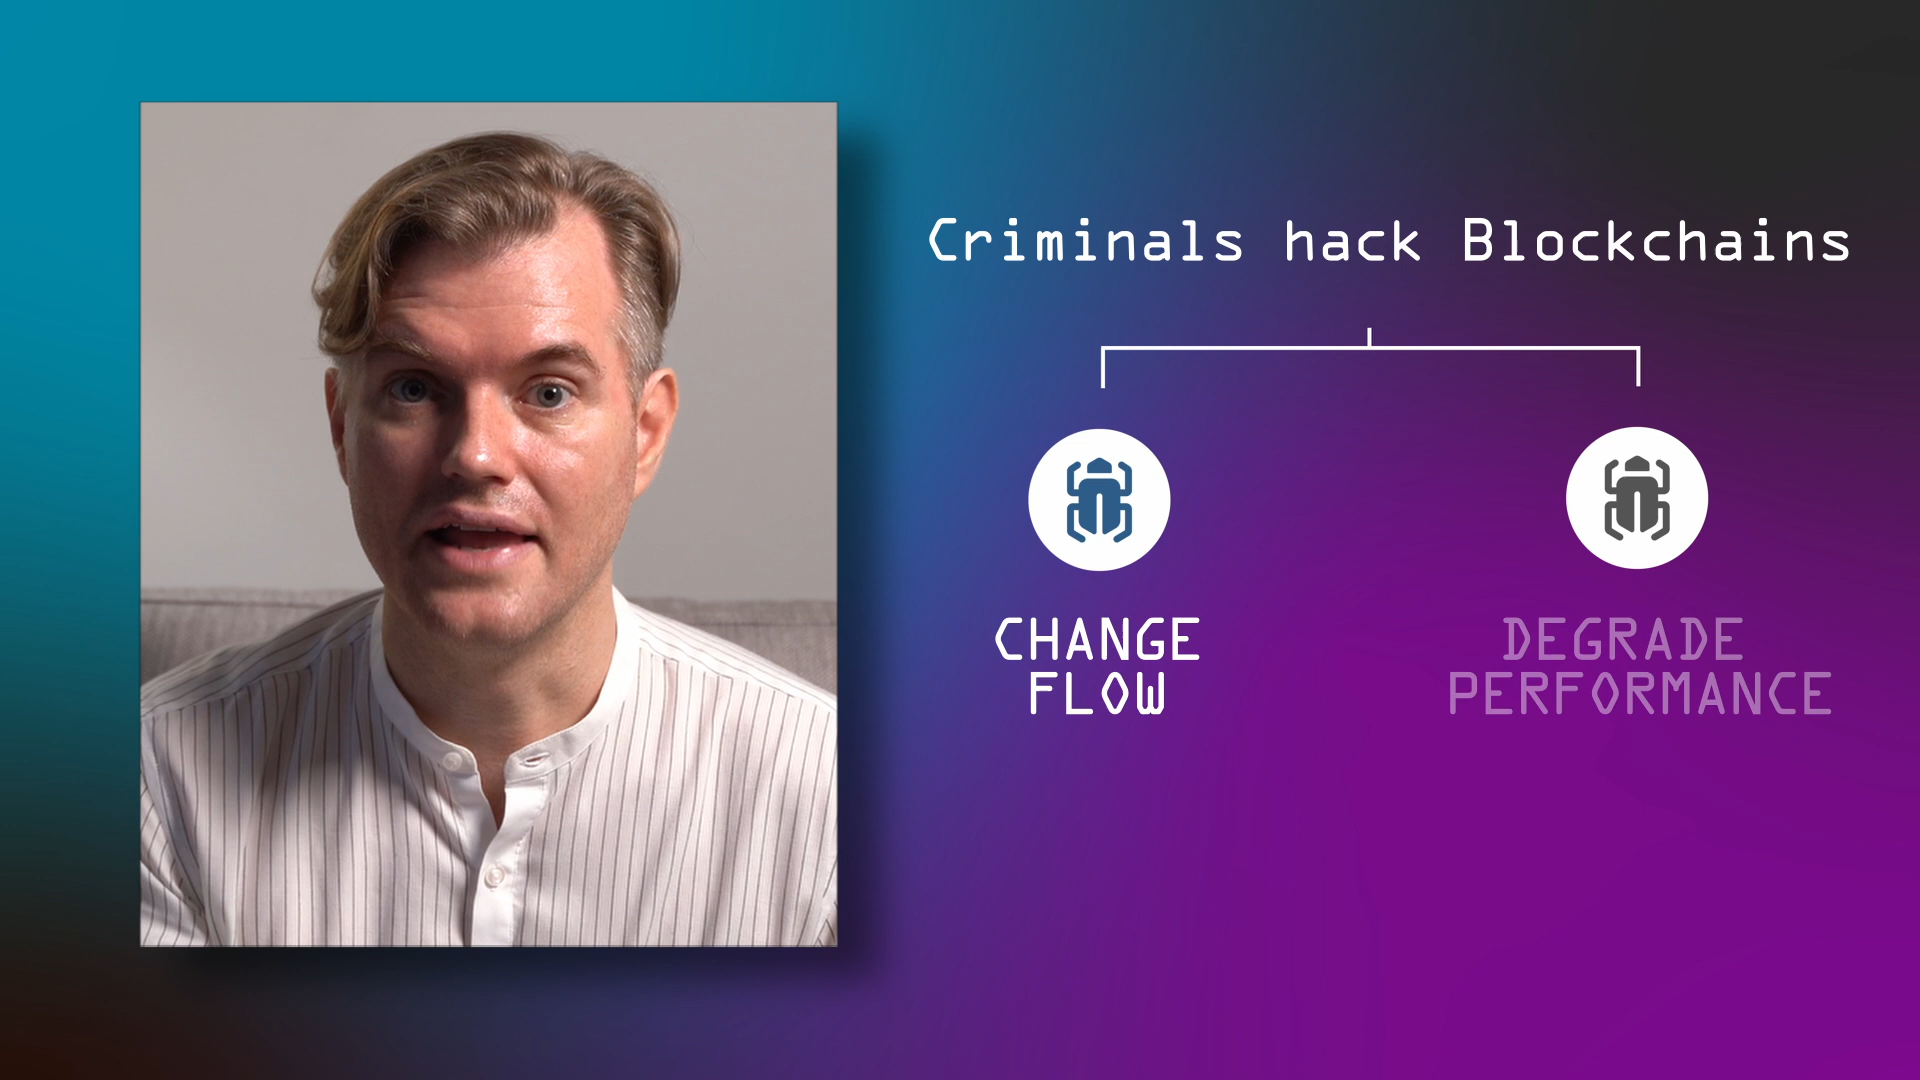 Criminals hack Blockchains
CHANGE
FLOW
DEGRADE
PERFORMANCE